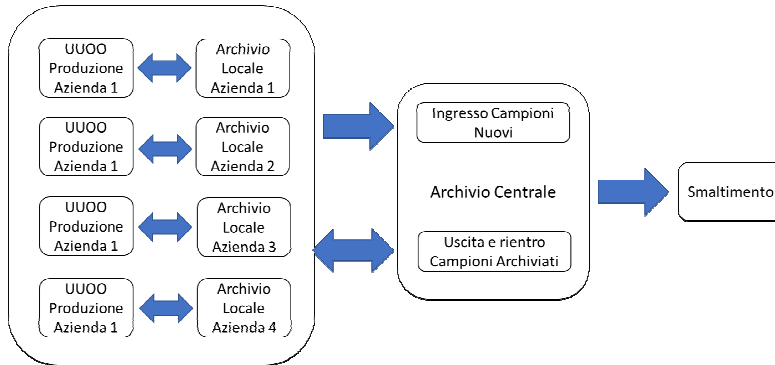 UUOO
Produzione
Azienda 1
Archivio
Locale
Azienda 1
UUOO
Produzione
Azienda 1
Archivio
Locale
Azienda 2
UUOO
Produzione
Azienda 1
Archivio
Locale
Azienda 3
UUOO
Produzione
Azienda 1
Archivio
Locale
Azienda 4
Ingresso Campioni
Nuovi
Archivio Centrale
Uscita e rientro
Campioni Archiviati
Smaltimento